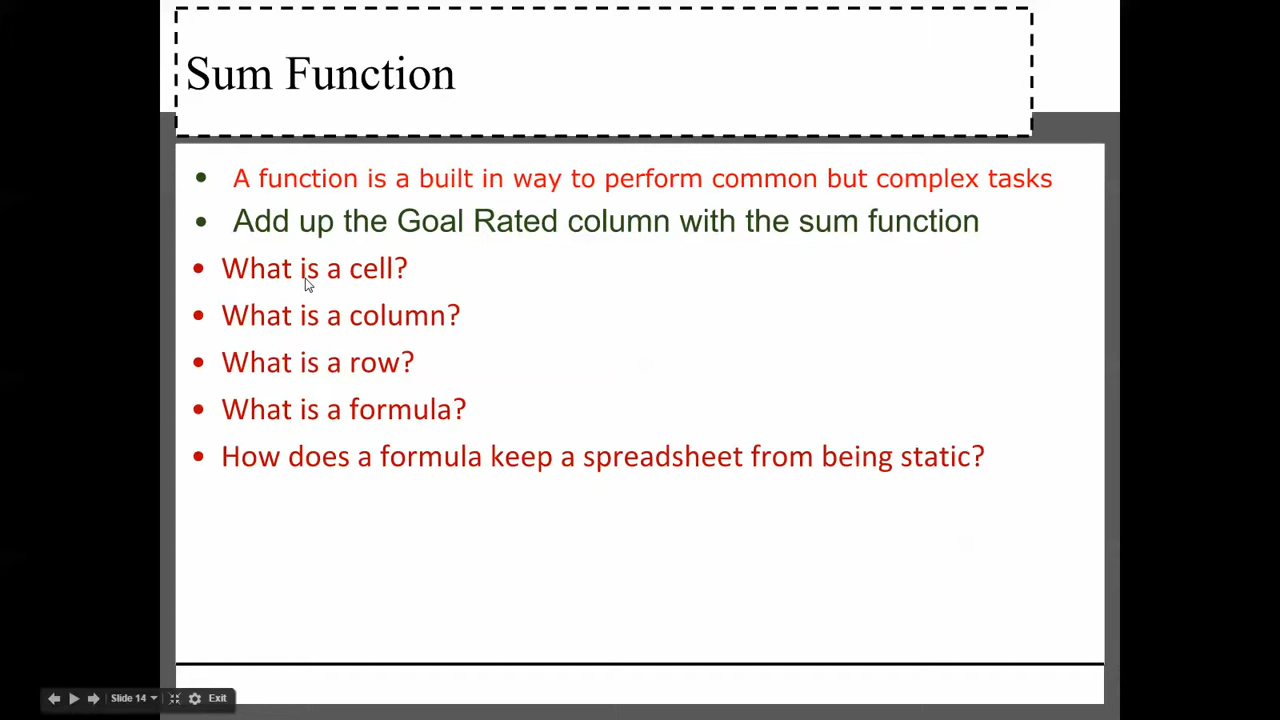 Sum Function
• A function is a built in way to perform common but complex tasks
• Add up the Goal Rated column with the sum function
• What is a cell?
• What is a column?
• What is a row?
• What is a formula?
• How does a formula keep a spreadsheet from being static?
Slide 14 Exit